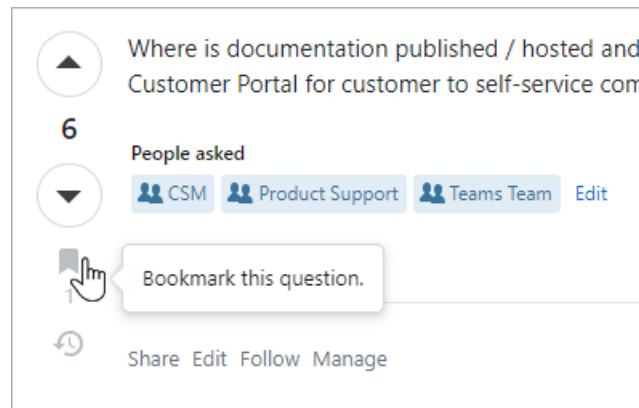 Where is documentation published / hosted and
Customer Portal for customer to self-service com
6
People asked
CSM Product Support Teams Team Edit
Bookmark this question.
1
Share Edit Follow Manage